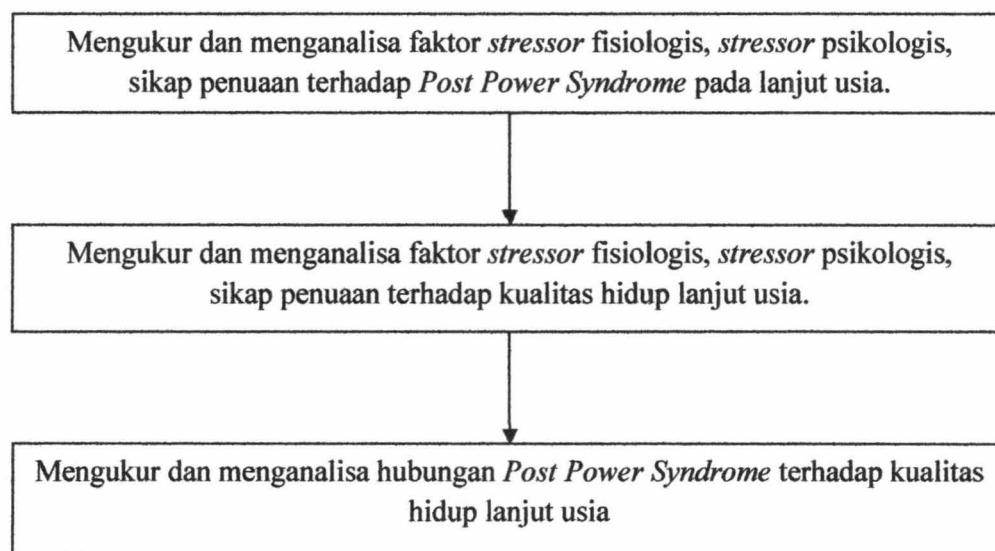 Mengukur dan menganalisa faktor stressor fisiologis, stressor psikologis,
sikap penuaan terhadap Post Power Syndrome pada lanjut usia.
Mengukur dan menganalisa faktor stressor fisiologis, stressor psikologis,
sikap penuaan terhadap kualitas hidup lanjut usia.
Mengukur dan menganalisa hubungan Post Power Syndrome terhadap kualitas
hidup lanjut usia